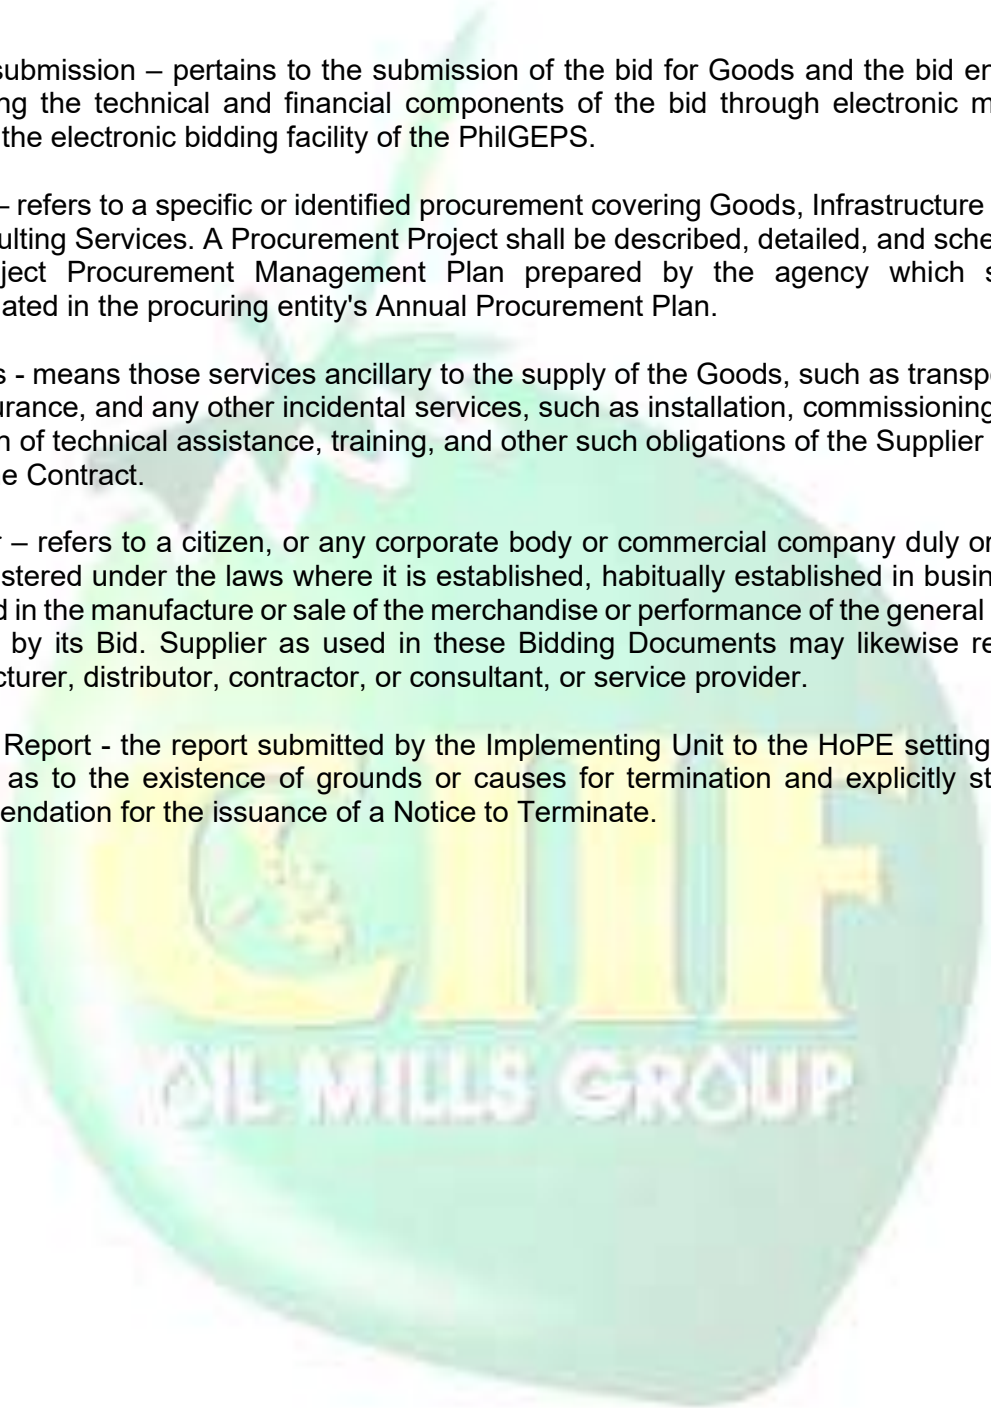 submission – pertains to the submission of the bid for Goods and the bid en
ng the technical and financial components of the bid through electronic m
the electronic bidding facility of the PhilGEPS.
– refers to a specific or identified procurement covering Goods, Infrastructure
ulting Services. A Procurement Project shall be described, detailed, and sche
ject Procurement Management Plan prepared by the agency which s
ated in the procuring entity's Annual Procurement Plan.
s - means those services ancillary to the supply of the Goods, such as transpo
urance, and any other incidental services, such as installation, commissioning
n of technical assistance, training, and other such obligations of the Supplier
e Contract.
r – refers to a citizen, or any corporate body or commercial company duly or
istered under the laws where it is established, habitually established in busin
d in the manufacture or sale of the merchandise or performance of the general
by its Bid. Supplier as used in these Bidding Documents may likewise re
cturer, distributor, contractor, or consultant, or service provider.
Report - the report submitted by the Implementing Unit to the HoPE setting
as to the existence of grounds or causes for termination and explicitly st
endation for the issuance of a Notice to Terminate.
CIIF
OIL MILLS GROUP